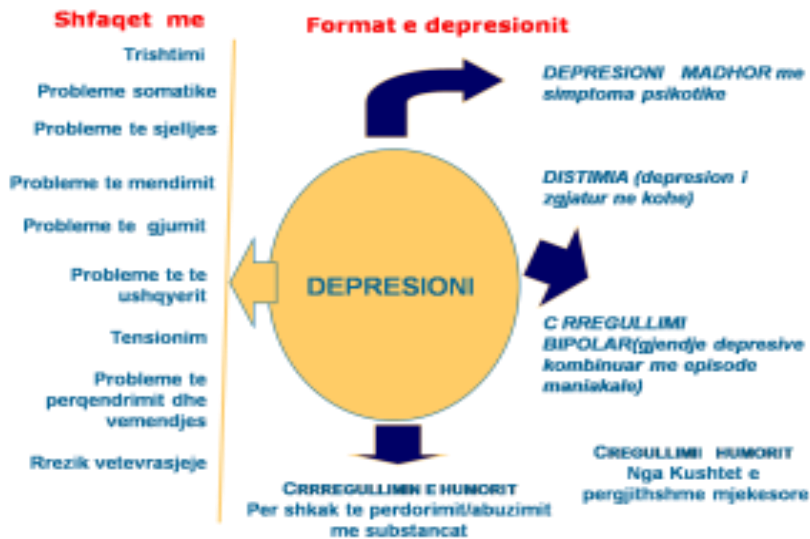 Shfaqet me
Trishtimi
Probleme somatike
Probleme te sjelljes
Probleme te mendimit
Probleme te gjumit
Probleme te te
ushqyerit
Tensionim
Probleme te
perqendrimit dhe
vemendjes
Rrezik vetevrasjeje
Format e depresionit
DEPRESIONI MADHOR me
simptoma psikotike
DISTIMIA (depresion i
zgjatur ne kohe)
DEPRESIONI
C RREGULLIMI
BIPOLAR(gjendje depresive
kombinuar me episode
maniakale)
CRRREGULLIMIN E HUMORIT
Per shkak te perdorimit/abuzimit
me substancat
CREGULLIMII HUMORIT
Nga Kushtet e
pergjithshme mjekesore